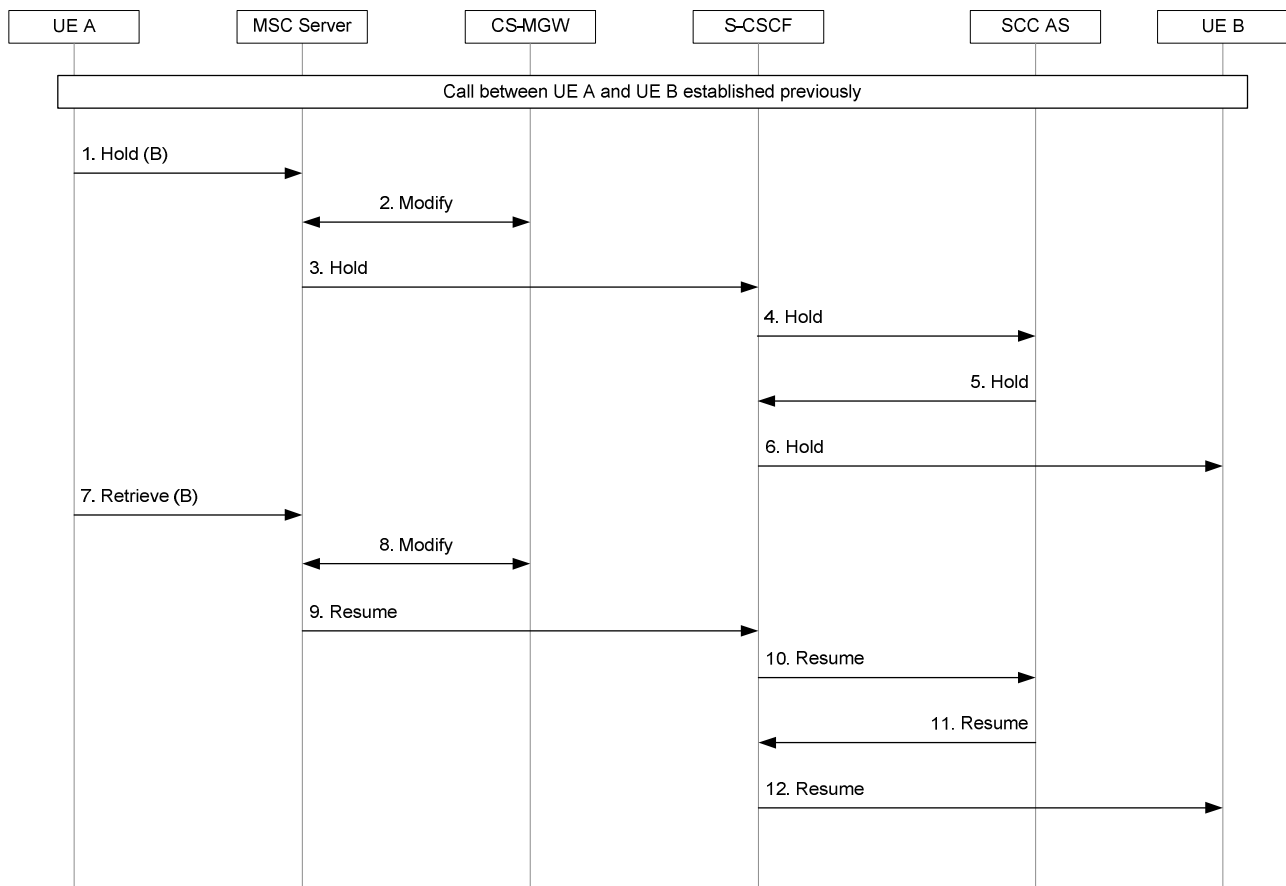 UE A
MSC Server
CS-MGW
S-CSCF
SCC AS
UE B
Call between UE A and UE B established previously
1. Hold (B)
2. Modify
3. Hold
4. Hold
5. Hold
6. Hold
7. Retrieve (B)
8. Modify
9. Resume
10. Resume
11. Resume
12. Resume